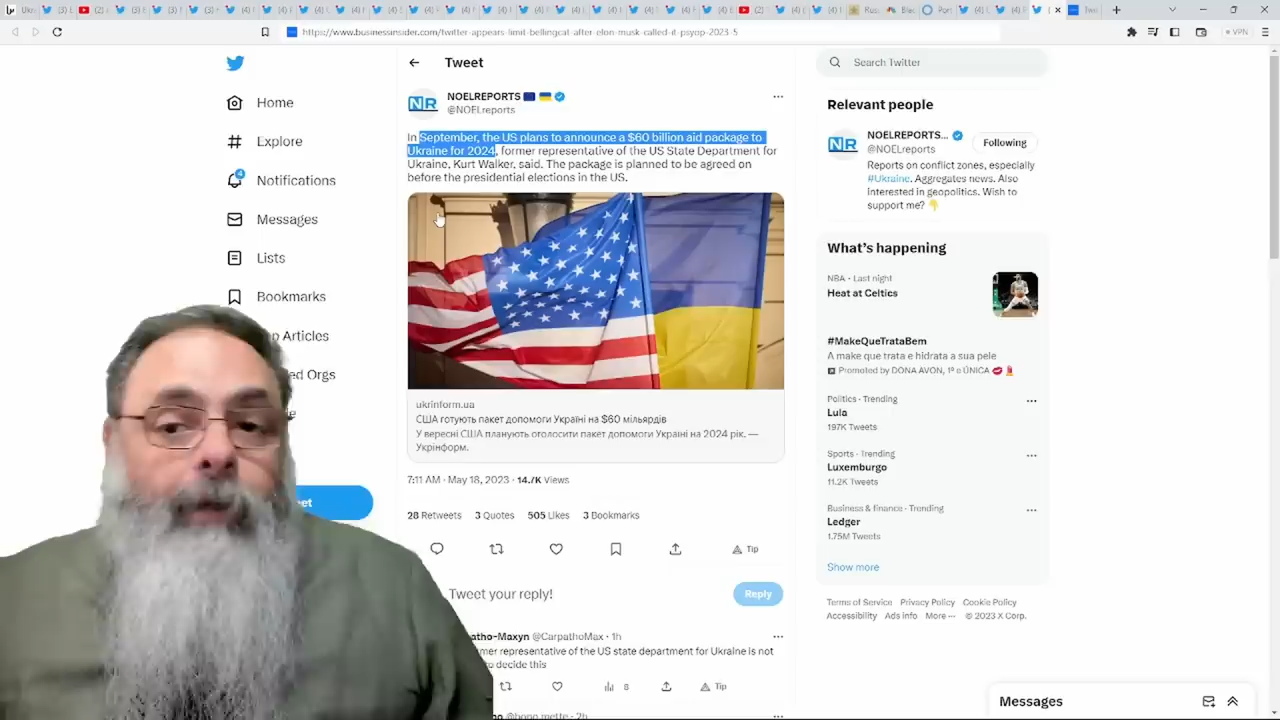 https://www.businessinsider.com/twitter-appears-limit-bellingcat-after-elon-musk-called-it-psyop-2023-5
VPN
Home
Explore
4
Notifications
Messages
Lists
Bookmarks
Articles
Orgs
Tweet
NOELREPORTS
@NOELreports
In September, the US plans to announce a $60 billion aid package to
Ukraine for 2024, former representative of the US State Department for
Ukraine, Kurt Walker, said. The package is planned to be agreed on
before the presidential elections in the US.
ukrinform.ua
США готують пакет допомоги Україні на $60 мільярдів
У вересні США планують оголосити пакет допомоги Україні на 2024 рік. —
Укрінформ.
7:11 AM · May 18, 2023 · 14.7K Views
28 Retweets 3 Quotes 505 Likes 3 Bookmarks
Tip
Tweet your reply!
Reply
@CarpathoMax · 1h
representative of the US state department for Ukraine is not
decide this
8
Tip
Search Twitter
Relevant people
NOELREPORTS...
@NOELreports
Following
Reports on conflict zones, especially
#Ukraine. Aggregates news. Also
interested in geopolitics. Wish to
support me?
What's happening
NBA · Last night
Heat at Celtics
#MakeQueTrataBem
A make que trata e hidrata a sua pele
Promoted by DONA AVON, 1ª e ÚNICA
Politics · Trending
Lula
197K Tweets
Sports · Trending
Luxemburgo
11.2K Tweets
Business & finance · Trending
Ledger
1.75M Tweets
Show more
Terms of Service Privacy Policy Cookie Policy
Accessibility Ads info More ··· © 2023 X Corp.
Messages